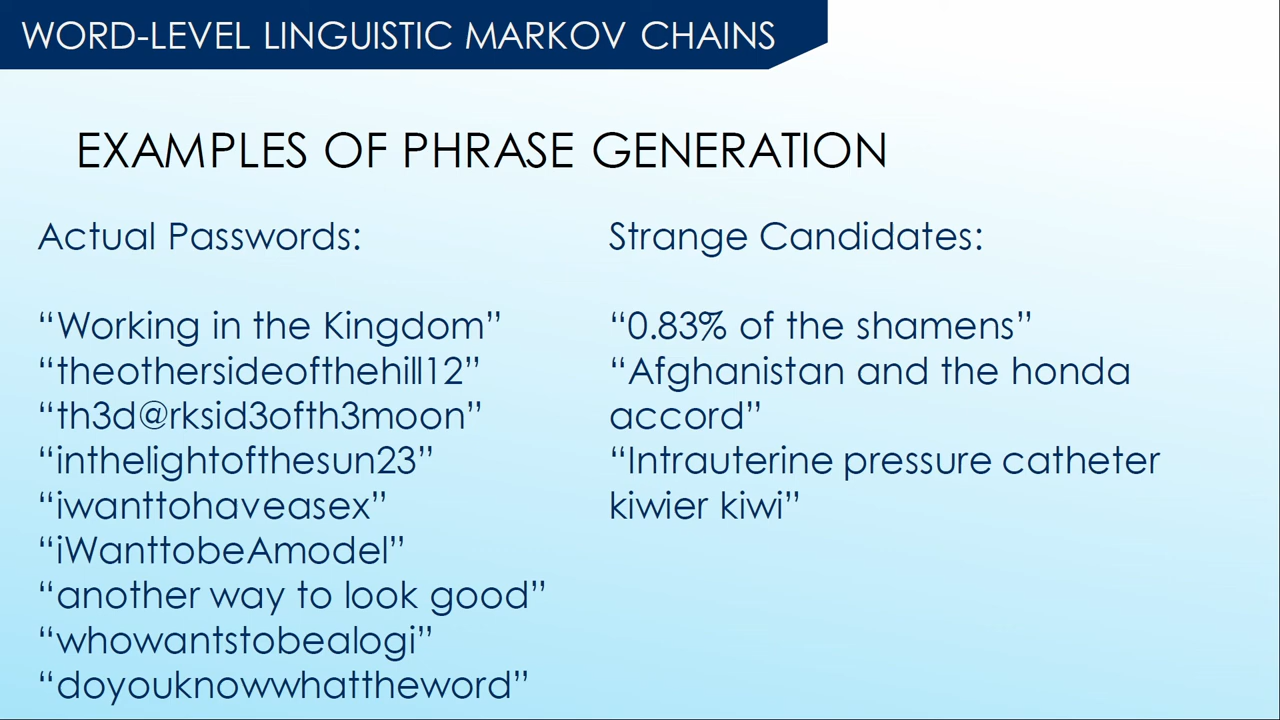 WORD-LEVEL LINGUISTIC MARKOV CHAINS
EXAMPLES OF PHRASE GENERATION
Actual Passwords:
“Working in the Kingdom”
“theothersideofthehill12”
“th3d@rksid3ofth3moon”
“inthelightofthesun23”
“iwanttohaveasex”
“iWanttobeAmodel”
“another way to look good”
“whowantstobealogi”
“doyouknowwhattheword”
Strange Candidates:
“0.83% of the shamens”
“Afghanistan and the honda
accord”
“Intrauterine pressure catheter
kiwier kiwi”